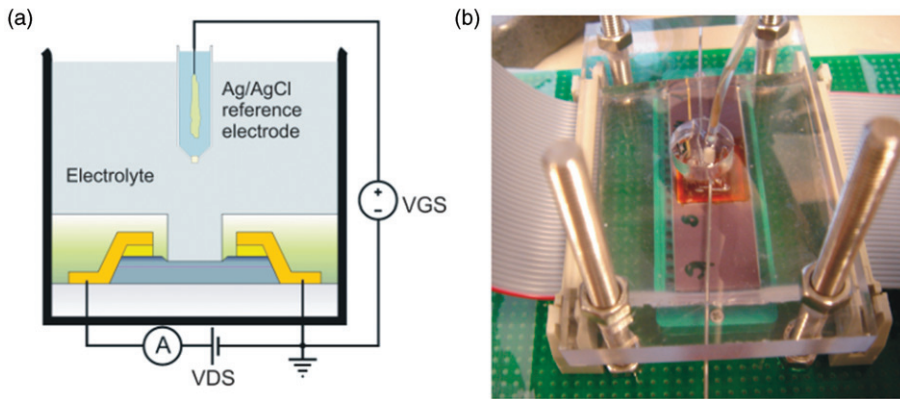 (a)
(b)
Ag/AgCl
reference
electrode
Electrolyte
VGS
A
VDS